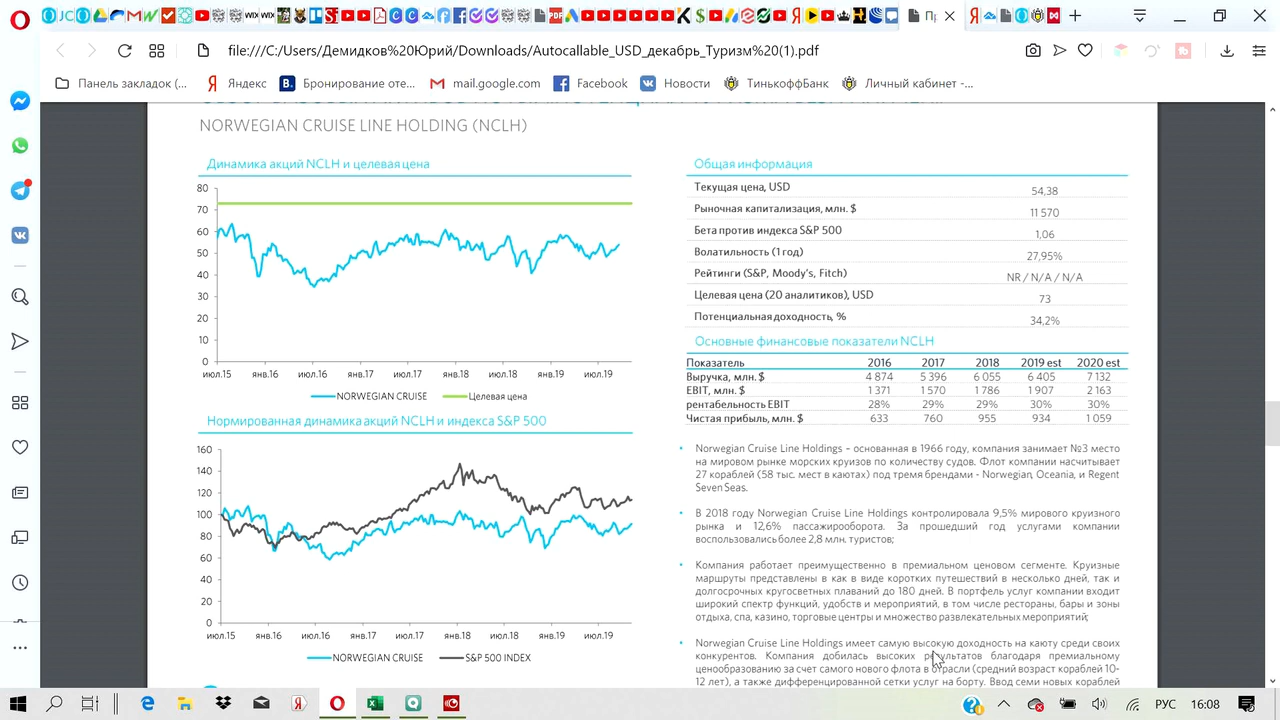 file:///C:/Users/Демидков%20Юрий/Downloads/Autocallable_USD_декабрь_Туризм%20(1).pdf
Панель закладок (...
Яндекс
Бронирование оте...
mail.google.com
Facebook
Новости
ТинькоффБанк
Личный кабинет -...
NORWEGIAN CRUISE LINE HOLDING (NCLH)
Динамика акций NCLH и целевая цена
80
70
60
50
40
30
20
10
0
июл.15 янв.16 июл.16 янв.17 июл.17 янв.18 июл.18 янв.19 июл.19
NORWEGIAN CRUISE Целевая цена
Нормированная динамика акций NCLH и индекса S&P 500
160
140
120
100
80
60
40
20
0
июл.15 янв.16 июл.16 янв.17 июл.17 янв.18 июл.18 янв.19 июл.19
NORWEGIAN CRUISE S&P 500 INDEX
Общая информация
Текущая цена, USD 54,38
Рыночная капитализация, млн. $ 11 570
Бета против индекса S&P 500 1,06
Волатильность (1 год) 27,95%
Рейтинги (S&P, Moody's, Fitch) NR / N/A / N/A
Целевая цена (20 аналитиков), USD 73
Потенциальная доходность, % 34,2%
Основные финансовые показатели NCLH
Показатель 2016 2017 2018 2019 est 2020 est
Выручка, млн. $ 4 874 5 396 6 055 6 405 7 132
EBIT, млн. $ 1 371 1 570 1 786 1 907 2 163
рентабельность EBIT 28% 29% 29% 30% 30%
Чистая прибыль, млн. $ 633 760 955 934 1 059
• Norwegian Cruise Line Holdings – основанная в 1966 году, компания занимает №3 место
на мировом рынке морских круизов по количеству судов. Флот компании насчитывает
27 кораблей (58 тыс. мест в каютах) под тремя брендами - Norwegian, Oceania, и Regent
Seven Seas.
• В 2018 году Norwegian Cruise Line Holdings контролировала 9,5% мирового круизного
рынка и 12,6% пассажирооборота. За прошедший год услугами компании
воспользовались более 2,8 млн. туристов;
• Компания работает преимущественно в премиальном ценовом сегменте. Круизные
маршруты представлены в как в виде коротких путешествий в несколько дней, так и
долгосрочных кругосветных плаваний до 180 дней. В портфель услуг компании входит
широкий спектр функций, удобств и мероприятий, в том числе рестораны, бары и зоны
отдыха, спа, казино, торговые центры и множество развлекательных мероприятий;
• Norwegian Cruise Line Holdings имеет самую высокую доходность на каюту среди своих
конкурентов. Компания добилась высоких результатов благодаря премиальному
ценообразованию за счет самого нового флота в отрасли (средний возраст кораблей 10-
12 лет), а также дифференцированной сетки услуг на борту. Ввод семи новых кораблей
РУС 16:08